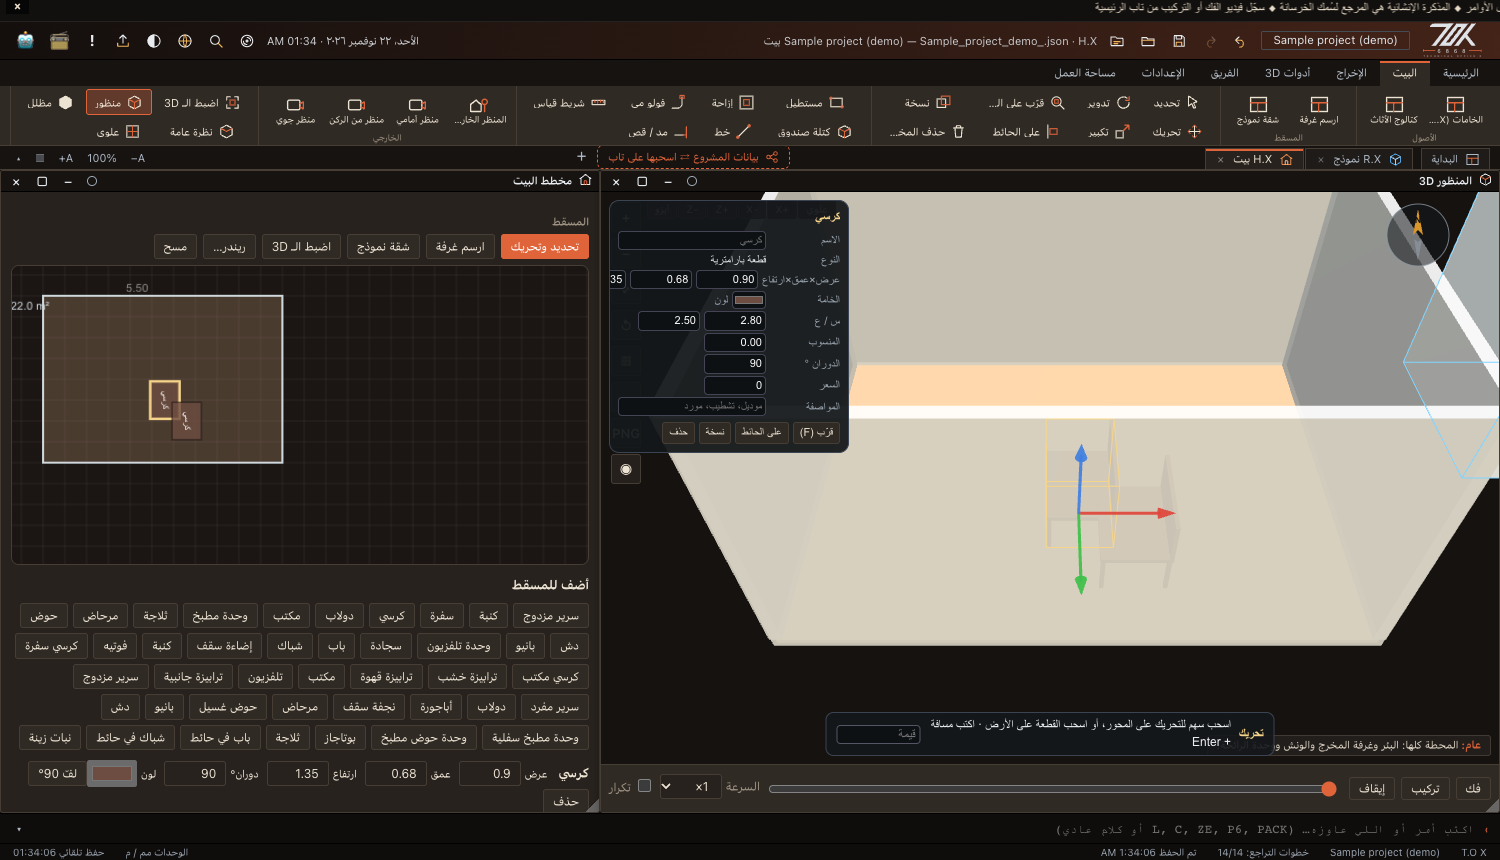 الأوامر ◆ المذكرة الإنشائية هي المرجع لسُمك الخرسانة ◆ سجّل فيديو الفك أو التركيب من تاب الرئيسية
TOK
Sample project (demo)
Sample project (demo) — Sample_project_demo_.json · H.X بيت
الأحد، ٢٢ نوفمبر ٢٠٢٦ · 01:34 AM
الرئيسية
البيت
الإخراج
أدوات 3D
الفريق
الإعدادات
مساحة العمل
الخامات (X....
كتالوج الأثاث
الأصول
ارسم غرفة
شقة نموذج
المسقط
تحديد
تدوير
قرّب على الـ...
نسخة
تحريك
تكبير
على الحائط
حذف المخـ...
مستطيل
إزاحة
فولو مي
شريط قياس
كتلة صندوق
خط
مد / قص
المنظر الخار...
منظر أمامي
منظر من الركن
منظر جوي
الخارجي
اضبط الـ 3D
منظور
مظلل
نظرة عامة
علوي
البداية
R.X نموذج ×
H.X بيت ×
بيانات المشروع ⇌ اسحبها على تاب
+
A+ 100% A−
المنظور 3D
كرسي
الاسم كرسي
النوع قطعة بارامترية
عرض×عمق×ارتفاع 0.90 0.68 35
الخامة لون
س / ع 2.80 2.50
المنسوب 0.00
الدوران ° 90
السعر 0
المواصفة موديل، تشطيب، مورد
قرّب (F) على الحائط نسخة حذف
PNG
تحريك
اسحب سهم للتحريك على المحور، أو اسحب القطعة على الأرض · اكتب مسافة
+ Enter
قيمة
عام: المحطة كلها: البئر وغرفة المخرج والونش و
فك تركيب إيقاف
السرعة ×1 تكرار
مخطط البيت
المسقط
تحديد وتحريك ارسم غرفة شقة نموذج اضبط الـ 3D ريندر... مسح
5.50
22.0 m²
كرسي
كرسي
أضف للمسقط
سرير مزدوج كنبة سفرة كرسي دولاب مكتب وحدة مطبخ ثلاجة مرحاض حوض
دش بانيو وحدة تلفزيون سجادة باب شباك إضاءة سقف كنبة فوتيه كرسي سفرة
كرسي مكتب ترابيزة خشب ترابيزة قهوة مكتب تلفزيون ترابيزة جانبية سرير مزدوج
سرير مفرد دولاب أباجورة نجفة سقف مرحاض حوض غسيل بانيو دش
وحدة مطبخ سفلية وحدة حوض مطبخ بوتاجاز ثلاجة باب في حائط شباك في حائط نبات زينة
كرسي عرض 0.9 عمق 0.68 ارتفاع 1.35 دوران° 90 لون لفّ 90°
حذف
اكتب أمر أو اللي عاوزه… (L, C, ZE, P6, PACK أو كلام عادي)
T.O X
Sample project (demo)
خطوات التراجع: 14/14
تم الحفظ 1:34:06 AM
الوحدات مم / م
حفظ تلقائي 01:34:06